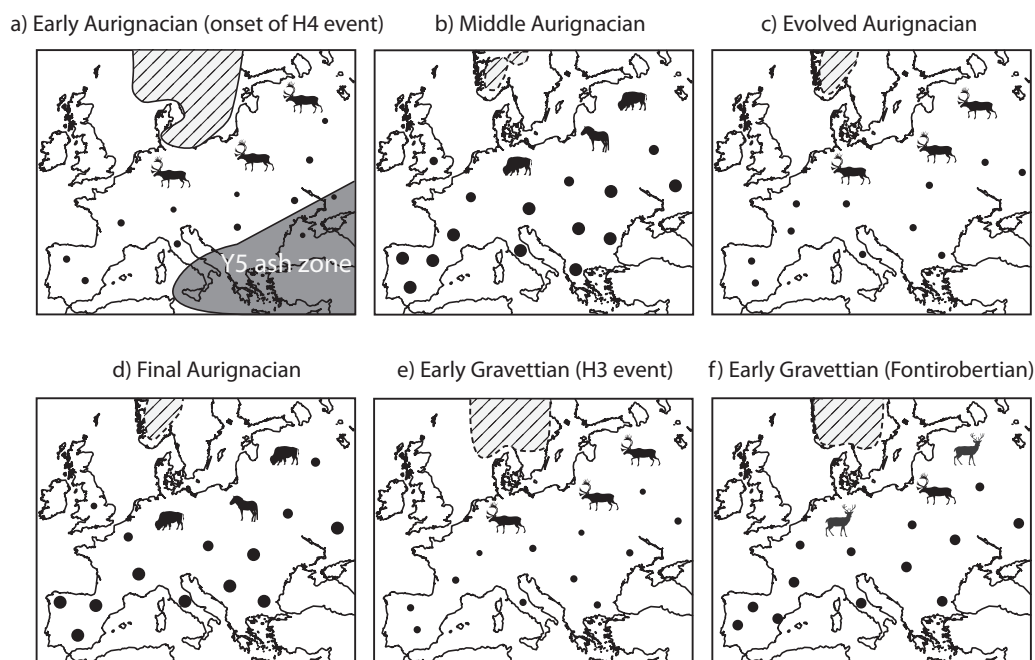 a) Early Aurignacian (onset of H4 event)
b) Middle Aurignacian
c) Evolved Aurignacian
Y5 ash zone
d) Final Aurignacian
e) Early Gravettian (H3 event)
f) Early Gravettian (Fontirobertian)